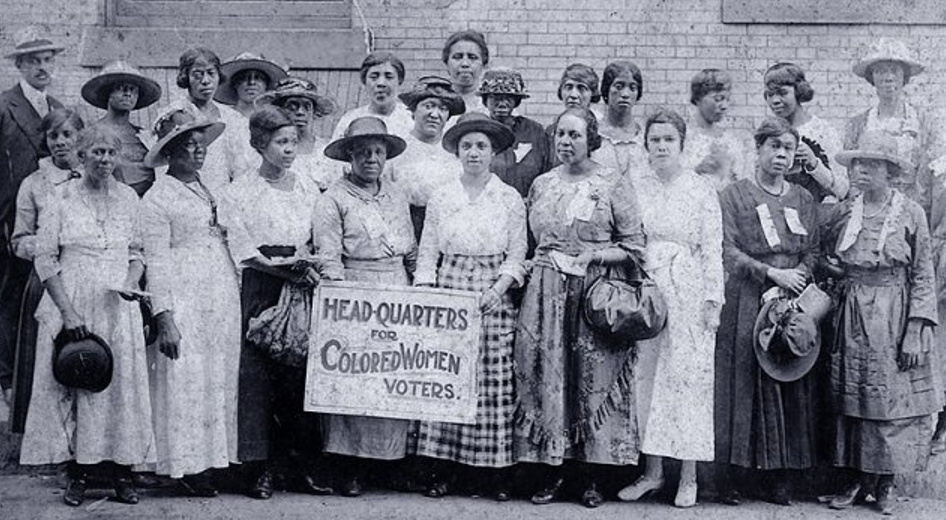 HEAD-QUARTERS
FOR
COLORED WOMEN
VOTERS.